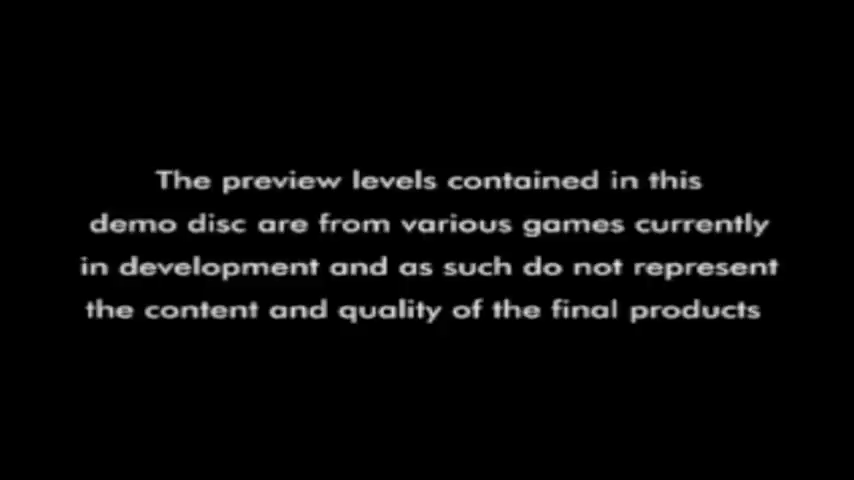 The preview levels contained in this
demo disc are from various games currently
in development and as such do not represent
the content and quality of the final products